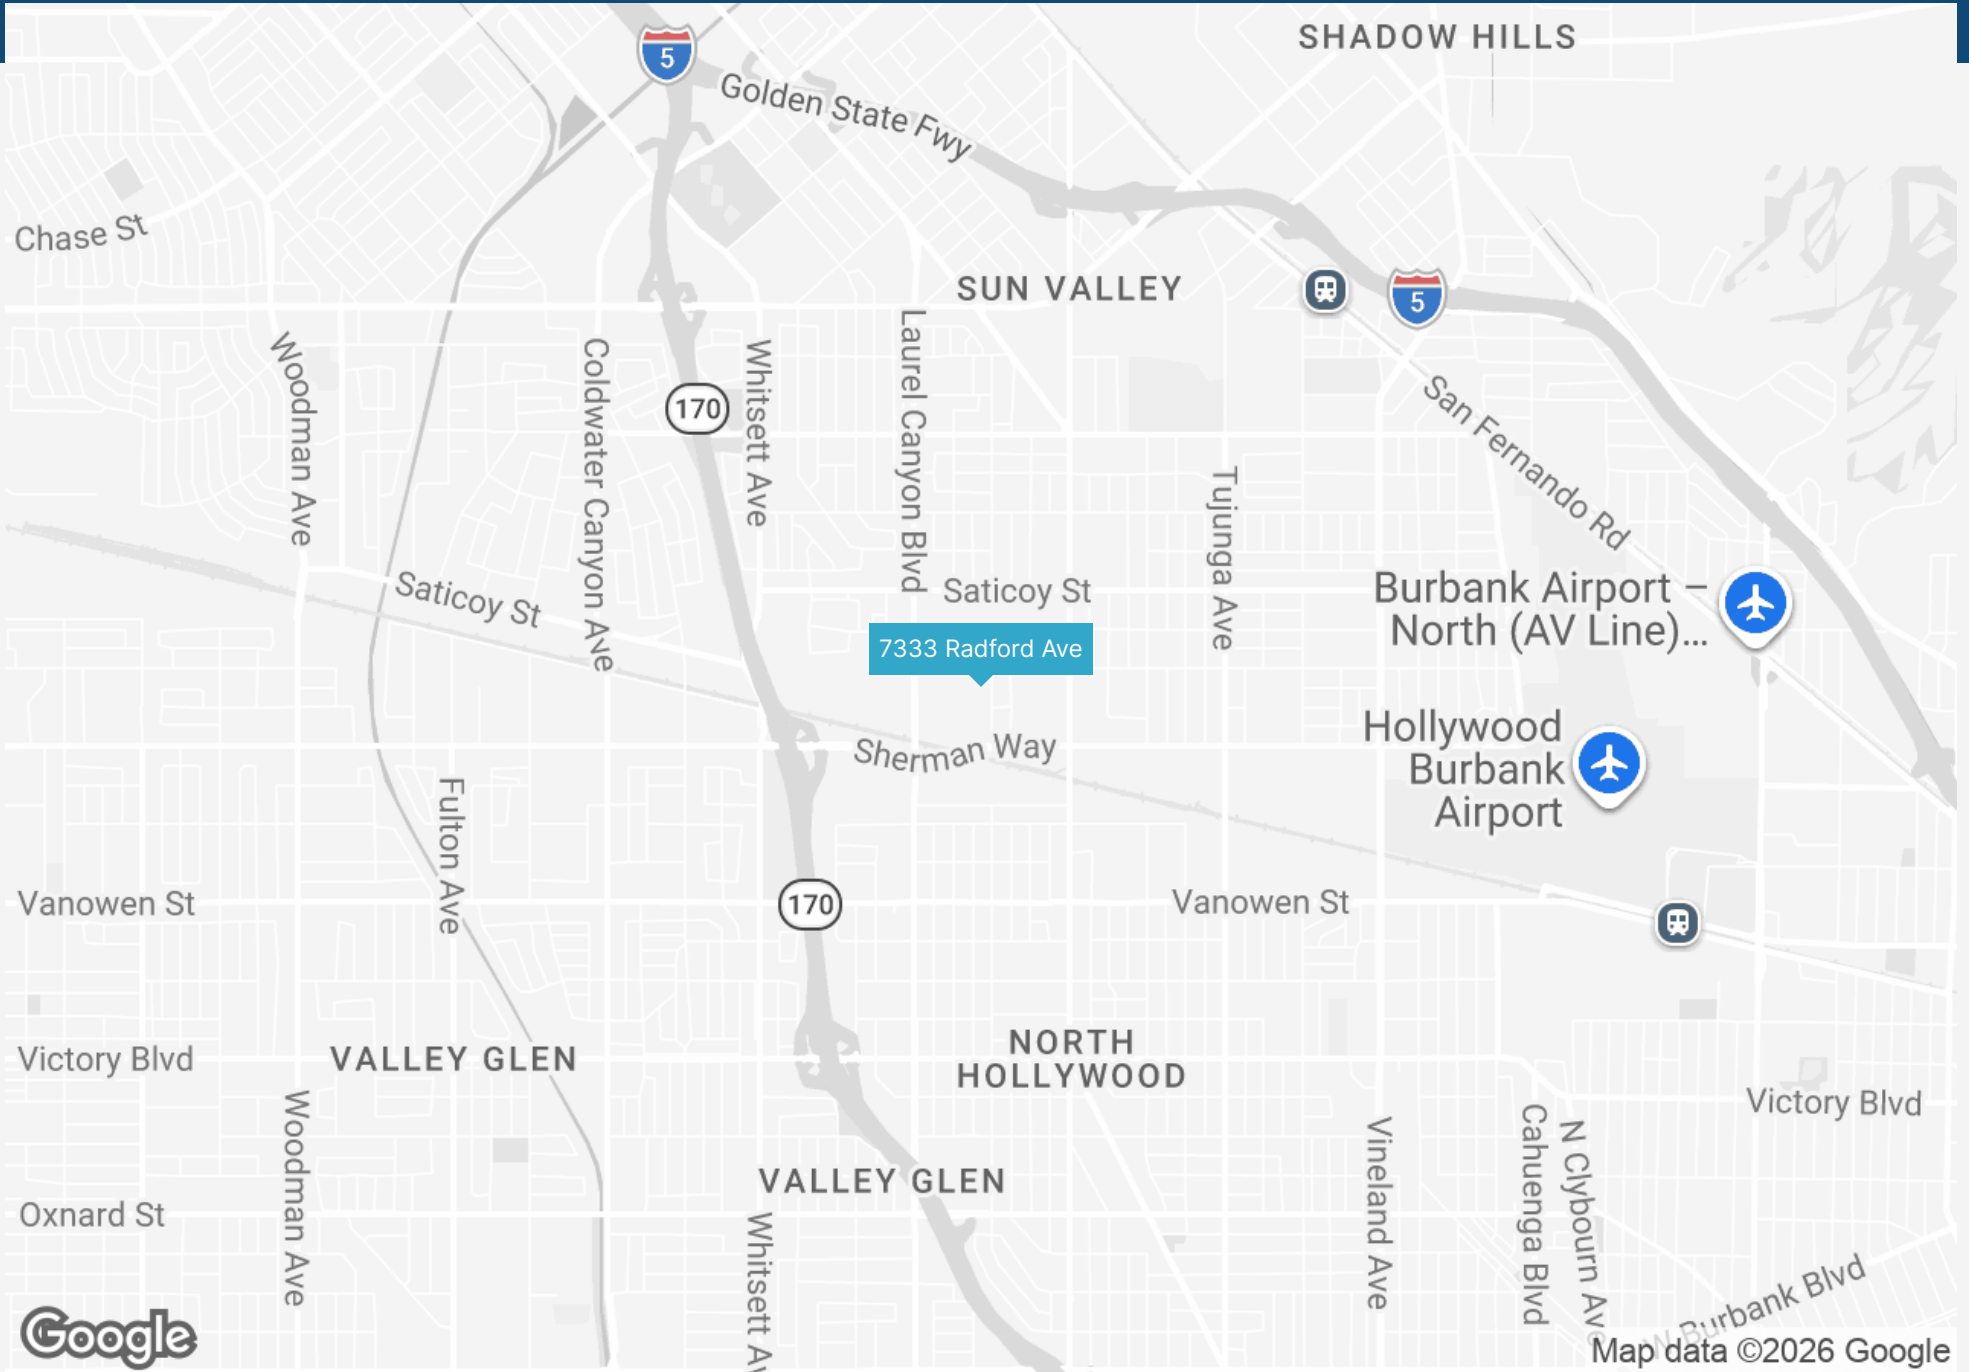 SHADOW HILLS
5
Golden State Fwy
Chase St
SUN VALLEY
5
Woodman Ave
Coldwater Canyon Ave
170
Whitsett Ave
Laurel Canyon Blvd
Tujunga Ave
San Fernando Rd
Saticoy St
Saticoy St
Burbank Airport –
North (AV Line)...
7333 Radford Ave
Sherman Way
Hollywood
Burbank
Airport
Fulton Ave
Vanowen St
170
Vanowen St
Victory Blvd
VALLEY GLEN
NORTH
HOLLYWOOD
Victory Blvd
Woodman Ave
VALLEY GLEN
Vineland Ave
Cahuenga Blvd
N Clybourn Ave
Oxnard St
Whitsett Av
W Burbank Blvd
Google
Map data ©2026 Google